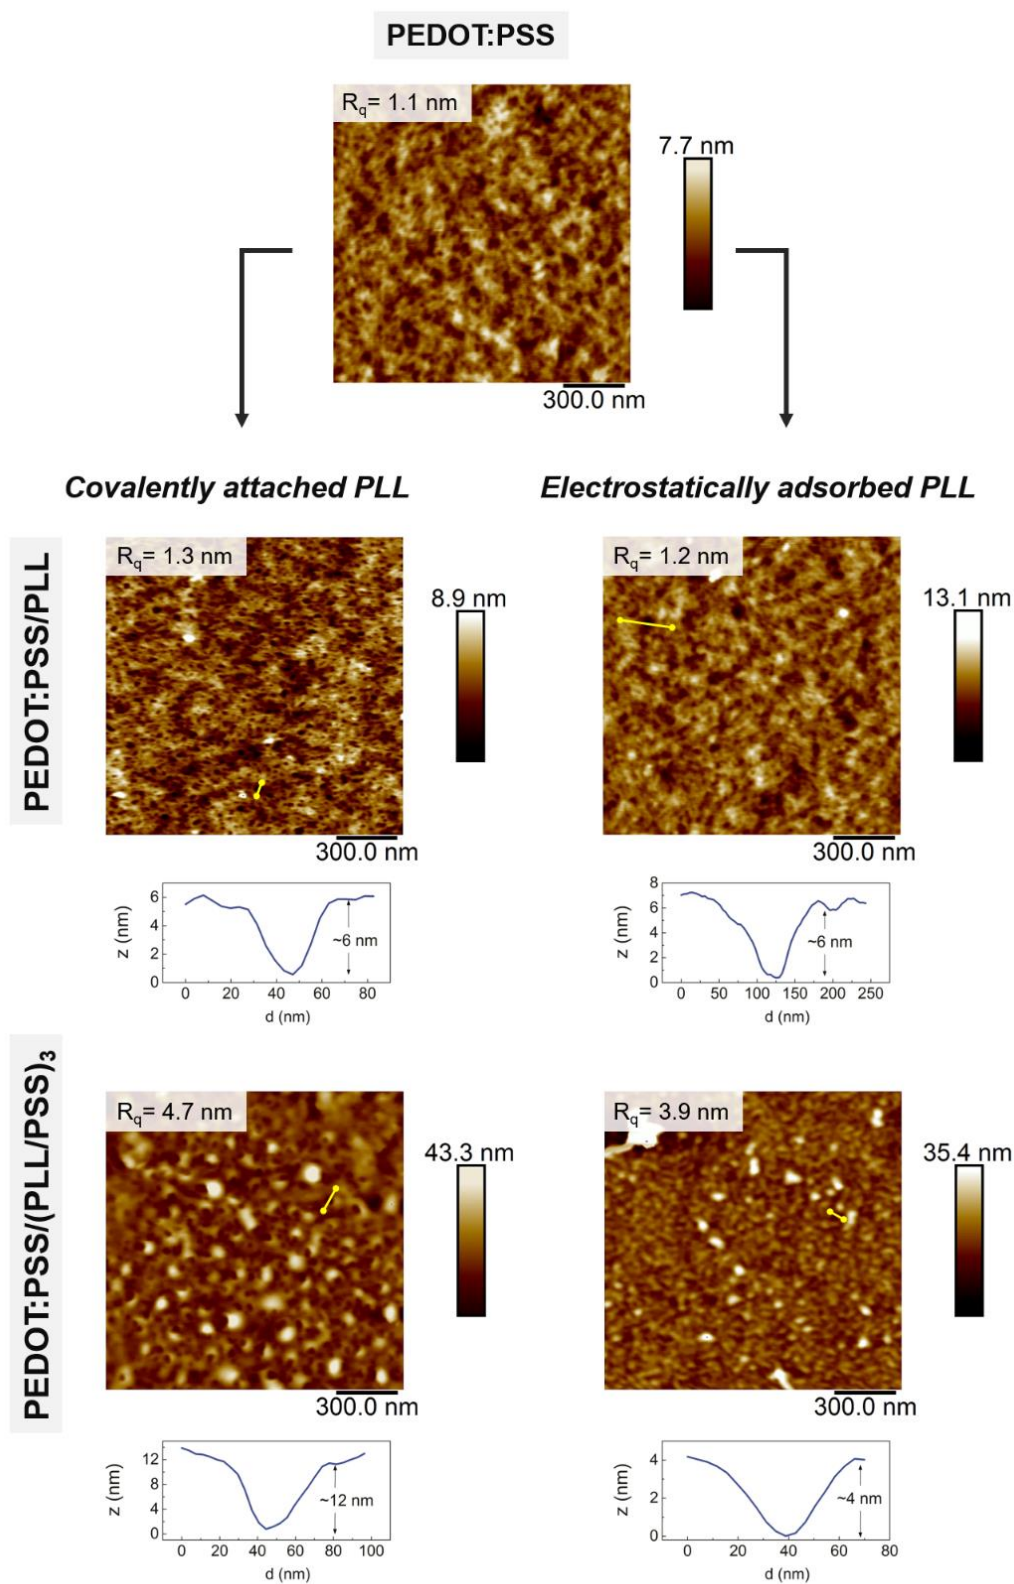 PEDOT:PSS
Rq= 1.1 nm
7.7 nm
300.0 nm
Covalently attached PLL
Electrostatically adsorbed PLL
PEDOT:PSS/PLL
Rq= 1.3 nm
8.9 nm
300.0 nm
Rq= 1.2 nm
13.1 nm
300.0 nm
z (nm)
6
4
2
0
~6 nm
0 20 40 60 80
d (nm)
z (nm)
8
6
4
2
0
~6 nm
0 50 100 150 200 250
d (nm)
PEDOT:PSS/(PLL/PSS)3
Rq= 4.7 nm
43.3 nm
300.0 nm
Rq= 3.9 nm
35.4 nm
300.0 nm
z (nm)
12
8
4
0
~12 nm
0 20 40 60 80 100
d (nm)
z (nm)
4
2
0
~4 nm
0 20 40 60 80
d (nm)